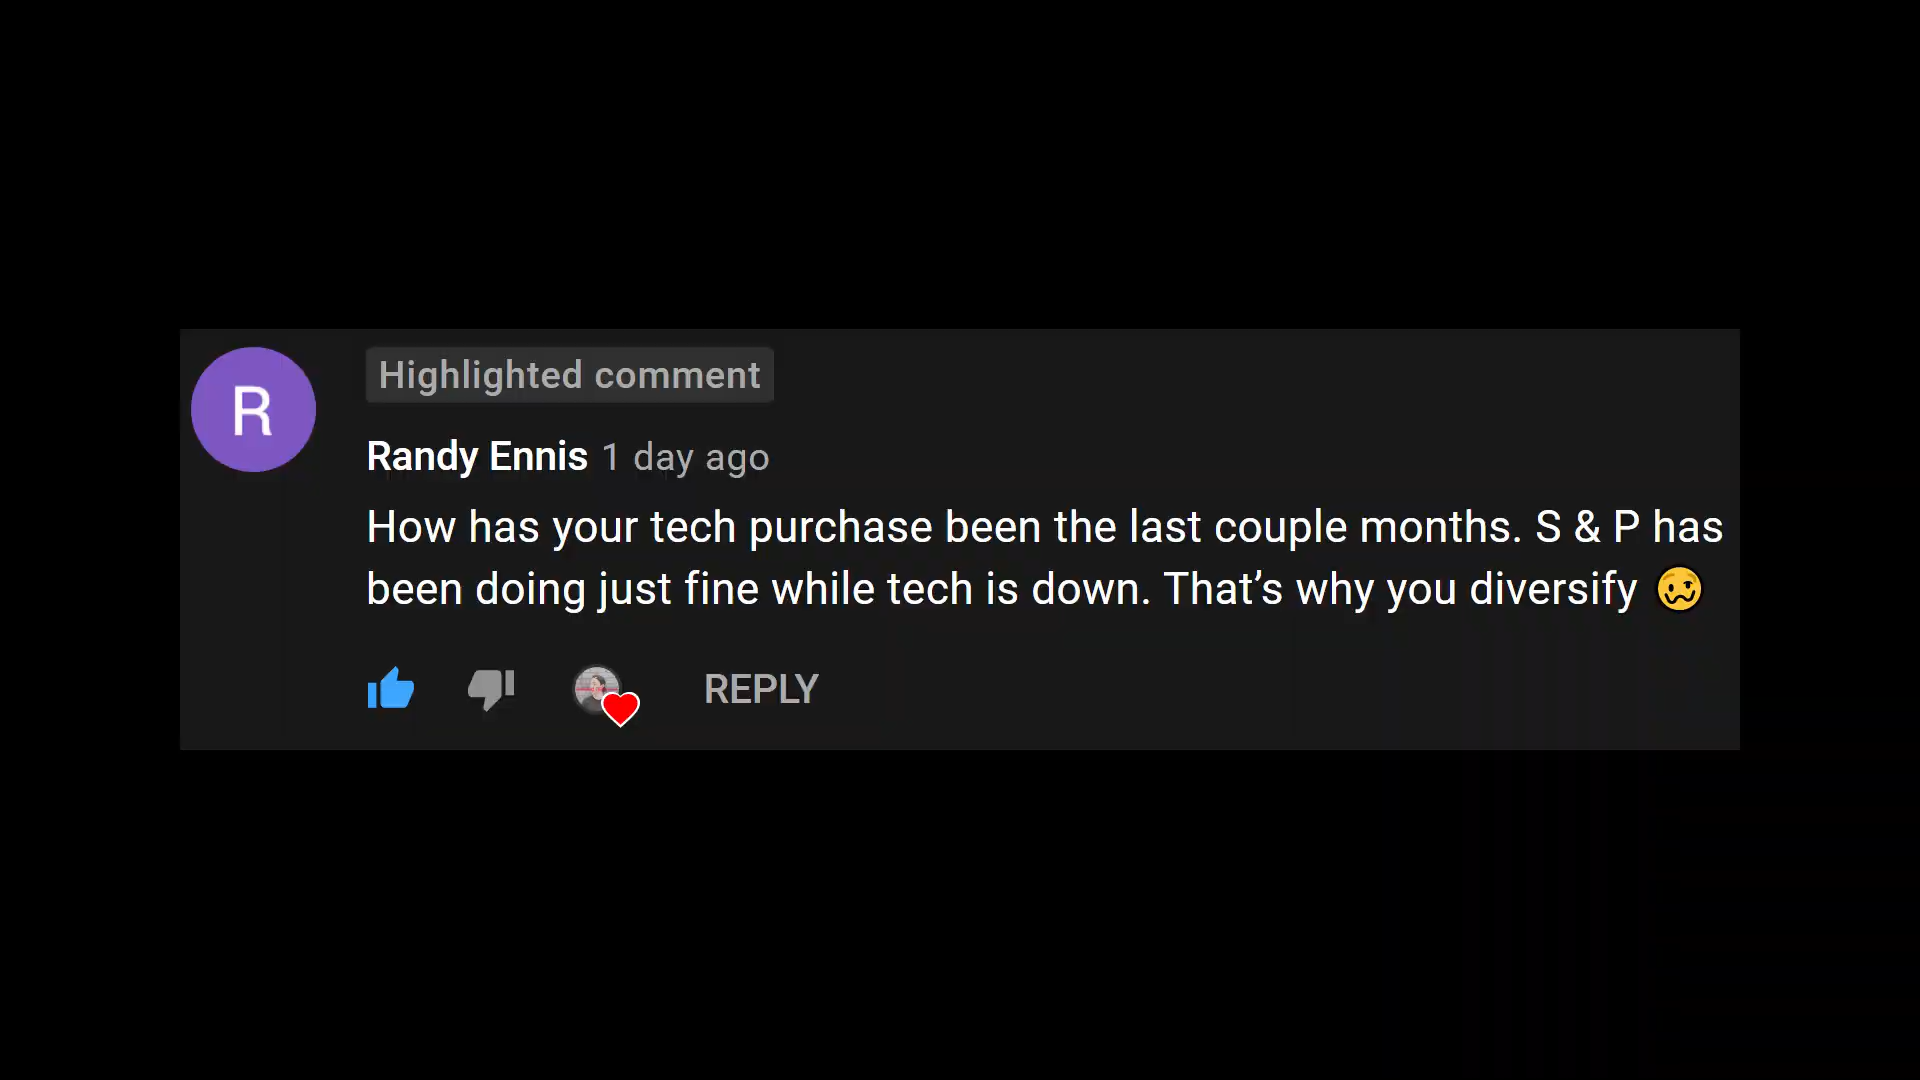 R
Highlighted comment
Randy Ennis 1 day ago
How has your tech purchase been the last couple months. S & P has
been doing just fine while tech is down. That’s why you diversify 🥴
REPLY